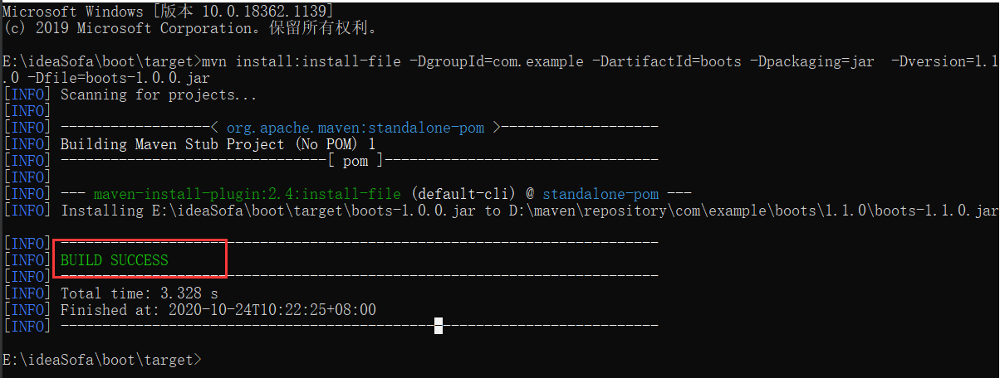 Microsoft Windows [版本 10.0.18362.1139]
(c) 2019 Microsoft Corporation。保留所有权利。
E:\ideaSofa\boot\target>mvn install:install-file -DgroupId=com.example -DartifactId=boots -Dpackaging=jar  -Dversion=1.1
.0 -Dfile=boots-1.0.0.jar
[INFO] Scanning for projects...
[INFO]
[INFO] ------------------< org.apache.maven:standalone-pom >-------------------
[INFO] Building Maven Stub Project (No POM) 1
[INFO] --------------------------------[ pom ]---------------------------------
[INFO]
[INFO] --- maven-install-plugin:2.4:install-file (default-cli) @ standalone-pom ---
[INFO] Installing E:\ideaSofa\boot\target\boots-1.0.0.jar to D:\maven\repository\com\example\boots\1.1.0\boots-1.1.0.jar
[INFO] ------------------------------------------------------------------------
[INFO] BUILD SUCCESS
[INFO] ------------------------------------------------------------------------
[INFO] Total time: 3.328 s
[INFO] Finished at: 2020-10-24T10:22:25+08:00
[INFO] ------------------------------------------------------------------------
E:\ideaSofa\boot\target>